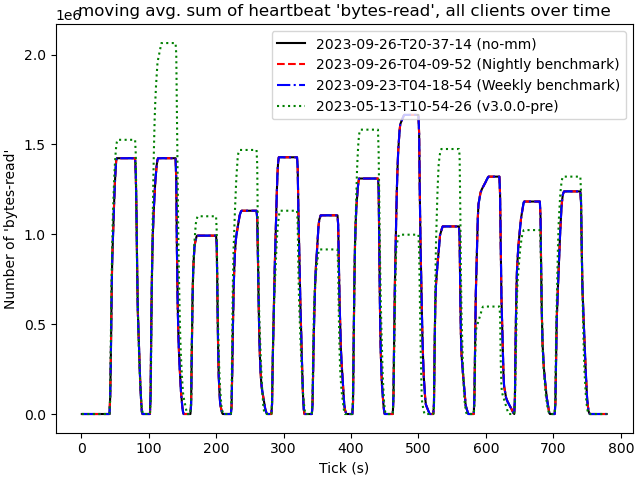 moving avg. sum of heartbeat 'bytes-read', all clients over time
1e6
2023-09-26-T20-37-14 (no-mm)
2023-09-26-T04-09-52 (Nightly benchmark)
2023-09-23-T04-18-54 (Weekly benchmark)
2023-05-13-T10-54-26 (v3.0.0-pre)
Number of 'bytes-read'
2.0
1.5
1.0
0.5
0.0
0 100 200 300 400 500 600 700 800
Tick (s)